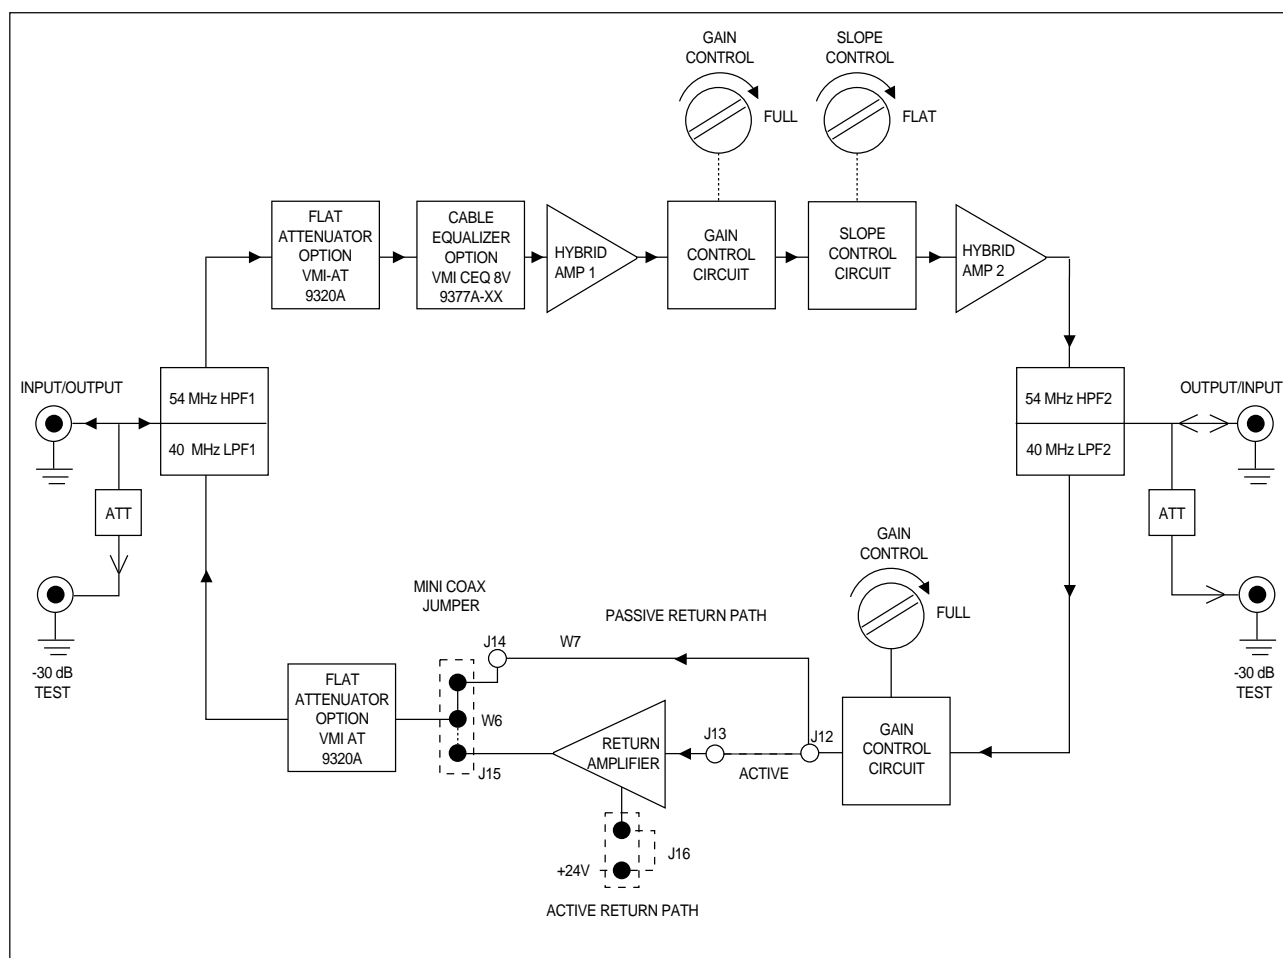 GAIN
CONTROL
FULL
SLOPE
CONTROL
FLAT
FLAT
ATTENUATOR
OPTION
VMI-AT
9320A
CABLE
EQUALIZER
OPTION
VMI CEQ 8V
9377A-XX
HYBRID
AMP 1
GAIN
CONTROL
CIRCUIT
SLOPE
CONTROL
CIRCUIT
HYBRID
AMP 2
INPUT/OUTPUT
54 MHz HPF1
40 MHz LPF1
ATT
-30 dB
TEST
54 MHz HPF2
40 MHz LPF2
OUTPUT/INPUT
ATT
-30 dB
TEST
GAIN
CONTROL
FULL
MINI COAX
JUMPER
PASSIVE RETURN PATH
J14
W7
FLAT
ATTENUATOR
OPTION
VMI AT
9320A
W6
J15
RETURN
AMPLIFIER
J13
ACTIVE
J12
GAIN
CONTROL
CIRCUIT
J16
+24V
ACTIVE RETURN PATH